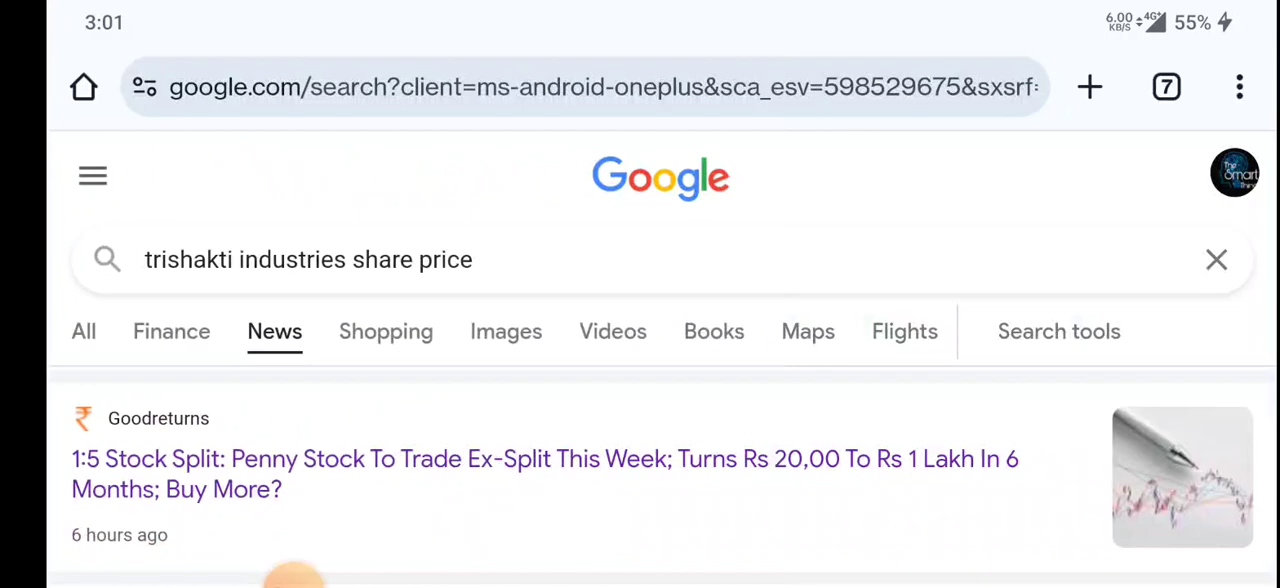 3:01
6.00 KB/S 4G+ 55%
google.com/search?client=ms-android-oneplus&sca_esv=598529675&sxsrf:
7
Google
The Smart
trishakti industries share price
All Finance News Shopping Images Videos Books Maps Flights Search tools
Goodreturns
1:5 Stock Split: Penny Stock To Trade Ex-Split This Week; Turns Rs 20,00 To Rs 1 Lakh In 6
Months; Buy More?
6 hours ago